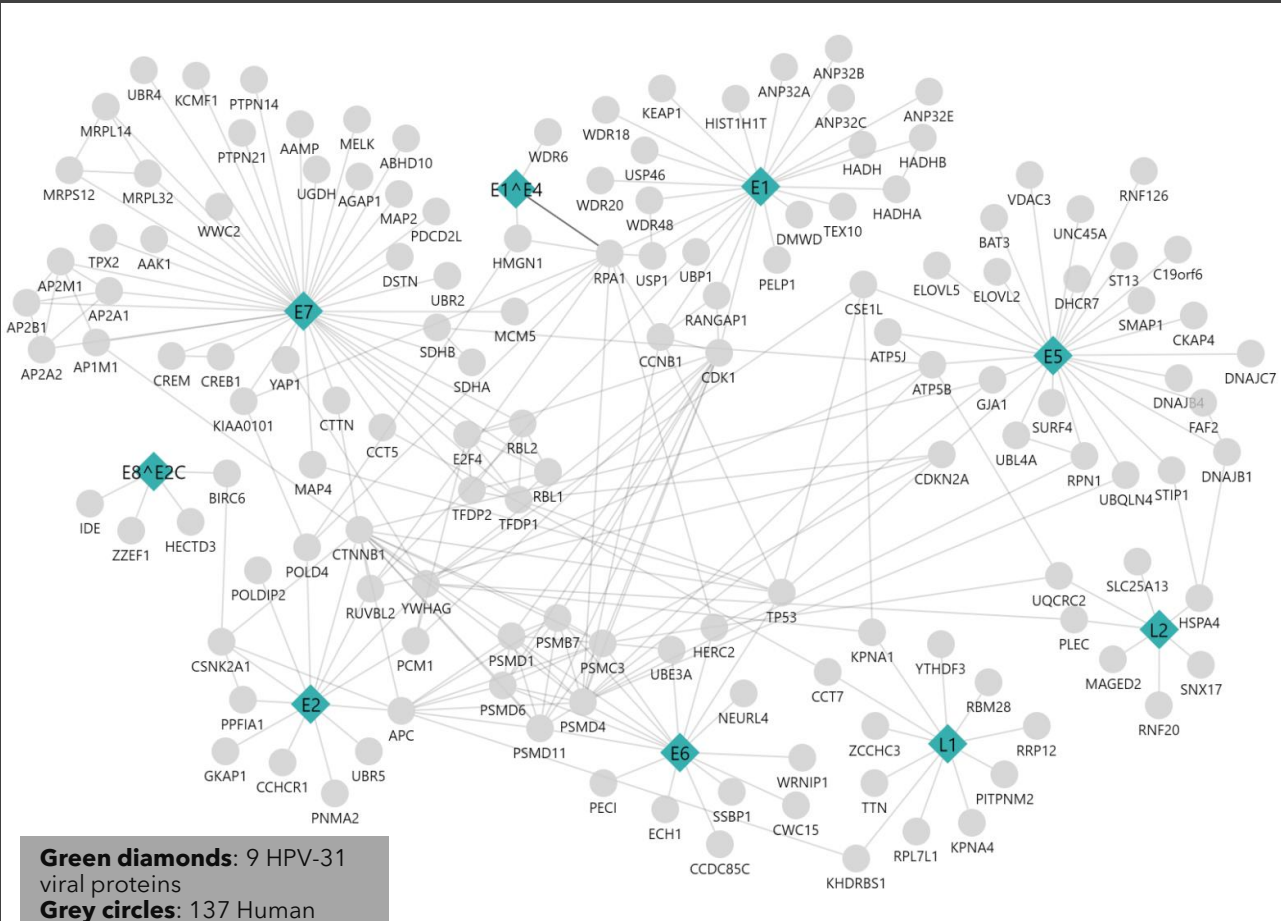 UBR4
KCMF1
PTPN14
MRPL14
PTPN21
AAMP
MELK
ABHD10
MRPS12
MRPL32
UGDH
AGAP1
MAP2
PDCD2L
WWC2
TPX2
AAK1
AP2M1
AP2A1
AP2B1
AP2A2
AP1M1
E7
DSTN
UBR2
CREM
CREB1
YAP1
KIAA0101
CTTN
CCT5
MAP4
SDHB
SDHA
MCM5
WDR6
E1^E4
HMGN1
WDR18
KEAP1
HIST1H1T
ANP32A
ANP32B
ANP32C
ANP32E
USP46
WDR20
WDR48
E1
HADH
HADHB
HADHA
DMWD
TEX10
PELP1
RPA1
USP1
UBP1
RANGAP1
CCNB1
CDK1
CSE1L
ATP5J
ATP5B
VDAC3
RNF126
BAT3
UNC45A
ELOVL5
ELOVL2
DHCR7
ST13
C19orf6
SMAP1
CKAP4
E5
DNAJC7
GJA1
SURF4
DNAJB4
FAF2
UBL4A
RPN1
UBQLN4
STIP1
DNAJB1
CDKN2A
E2F4
RBL2
RBL1
TFDP2
TFDP1
E8^E2C
BIRC6
IDE
ZZEF1
HECTD3
CTNNB1
POLD4
POLDIP2
RUVBL2
YWHAG
CSNK2A1
PCM1
PPFIA1
E2
APC
GKAP1
CCHCR1
UBR5
PNMA2
PSMB7
PSMD1
PSMC3
PSMD6
PSMD4
PSMD11
UBE3A
HERC2
TP53
NEURL4
E6
WRNIP1
PECI
ECH1
SSBP1
CWC15
CCDC85C
KPNA1
CCT7
YTHDF3
RBM28
ZCCHC3
L1
RRP12
TTN
PITPNM2
RPL7L1
KPNA4
KHDRBS1
UQCRC2
SLC25A13
PLEC
L2
HSPA4
MAGED2
SNX17
RNF20
Green diamonds: 9 HPV-31
viral proteins
Grey circles: 137 Human